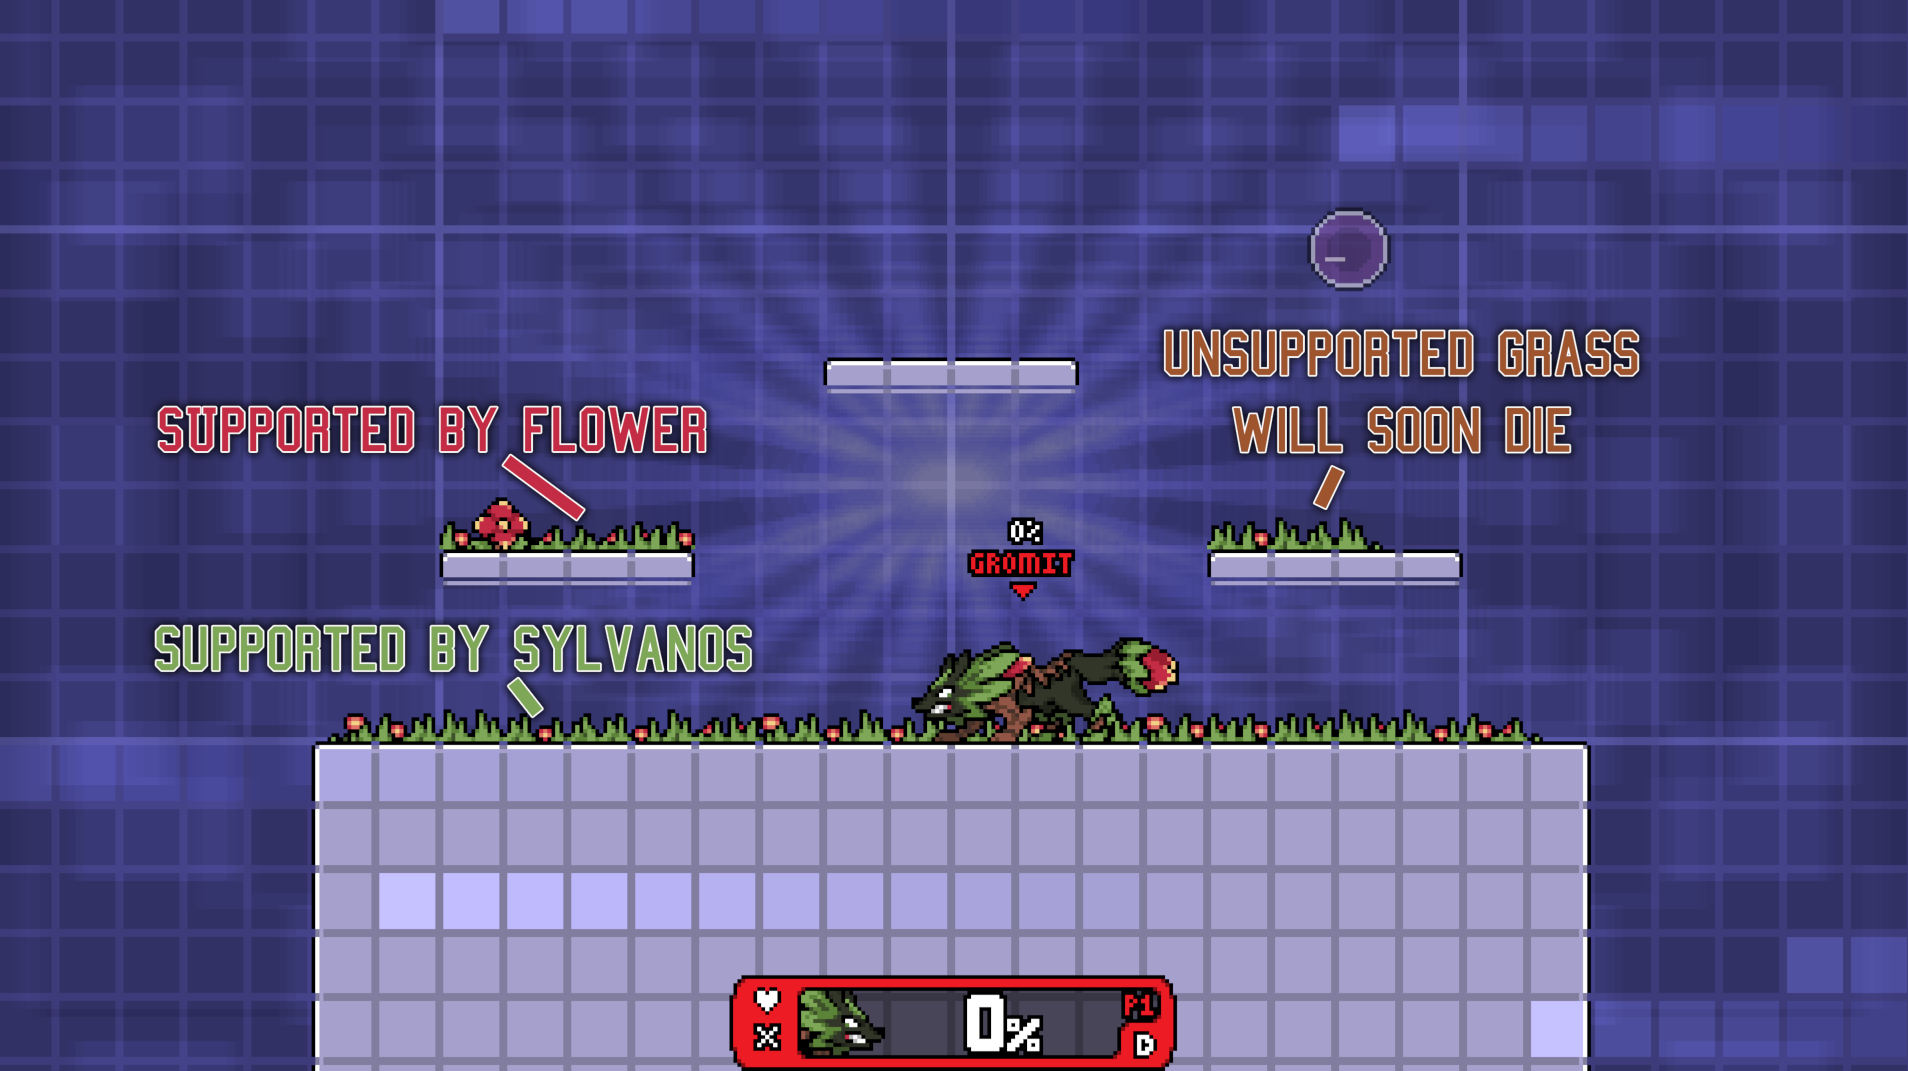 UNSUPPORTED GRASS
WILL SOON DIE
SUPPORTED BY FLOWER
0%
GROMIT
SUPPORTED BY SYLVANOS
X
0%
P1
D